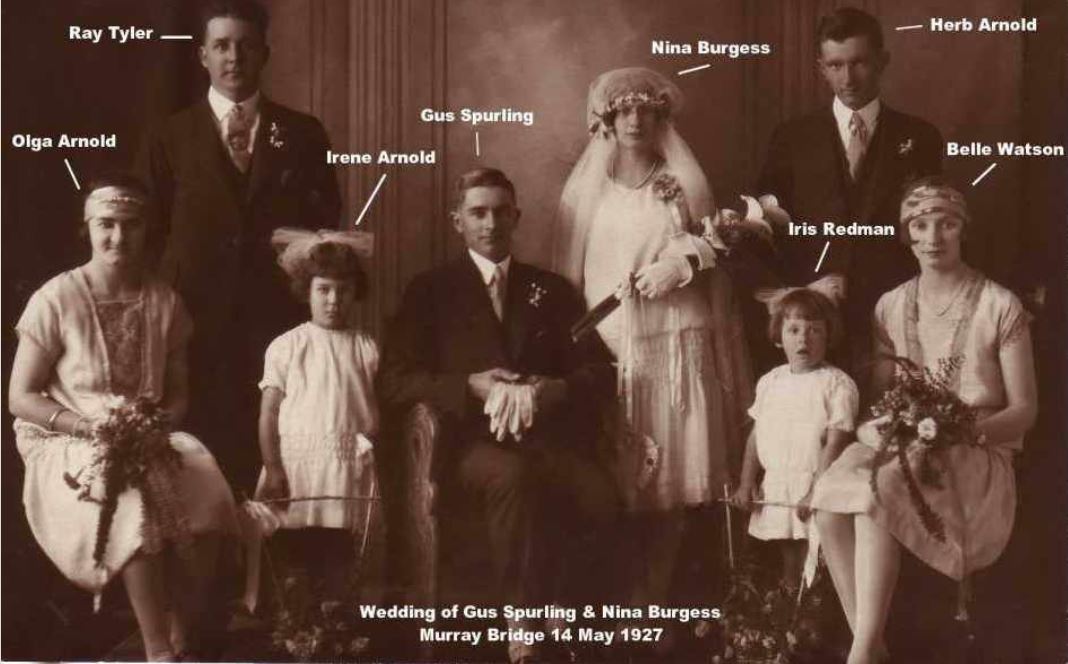 Ray Tyler
Herb Arnold
Nina Burgess
Gus Spurling
Olga Arnold
Irene Arnold
Belle Watson
Iris Redman
Wedding of Gus Spurling & Nina Burgess
Murray Bridge 14 May 1927